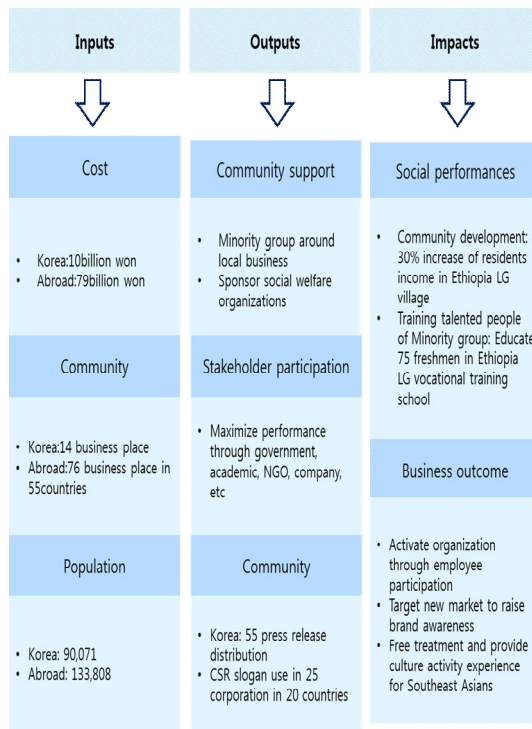 Inputs
Cost
• Korea:10billion won
• Abroad:79billion won
Community
• Korea:14 business place
• Abroad:76 business place in
55countries
Population
• Korea: 90,071
• Abroad: 133,808
Outputs
Community support
• Minority group around
local business
• Sponsor social welfare
organizations
Stakeholder participation
• Maximize performance
through government,
academic, NGO, company,
etc
Community
• Korea: 55 press release
distribution
• CSR slogan use in 25
corporation in 20 countries
Impacts
Social performances
• Community development:
30% increase of residents
income in Ethiopia LG
village
• Training talented people
of Minority group: Educate
75 freshmen in Ethiopia
LG vocational training
school
Business outcome
• Activate organization
through employee
participation
• Target new market to raise
brand awareness
• Free treatment and provide
culture activity experience
for Southeast Asians